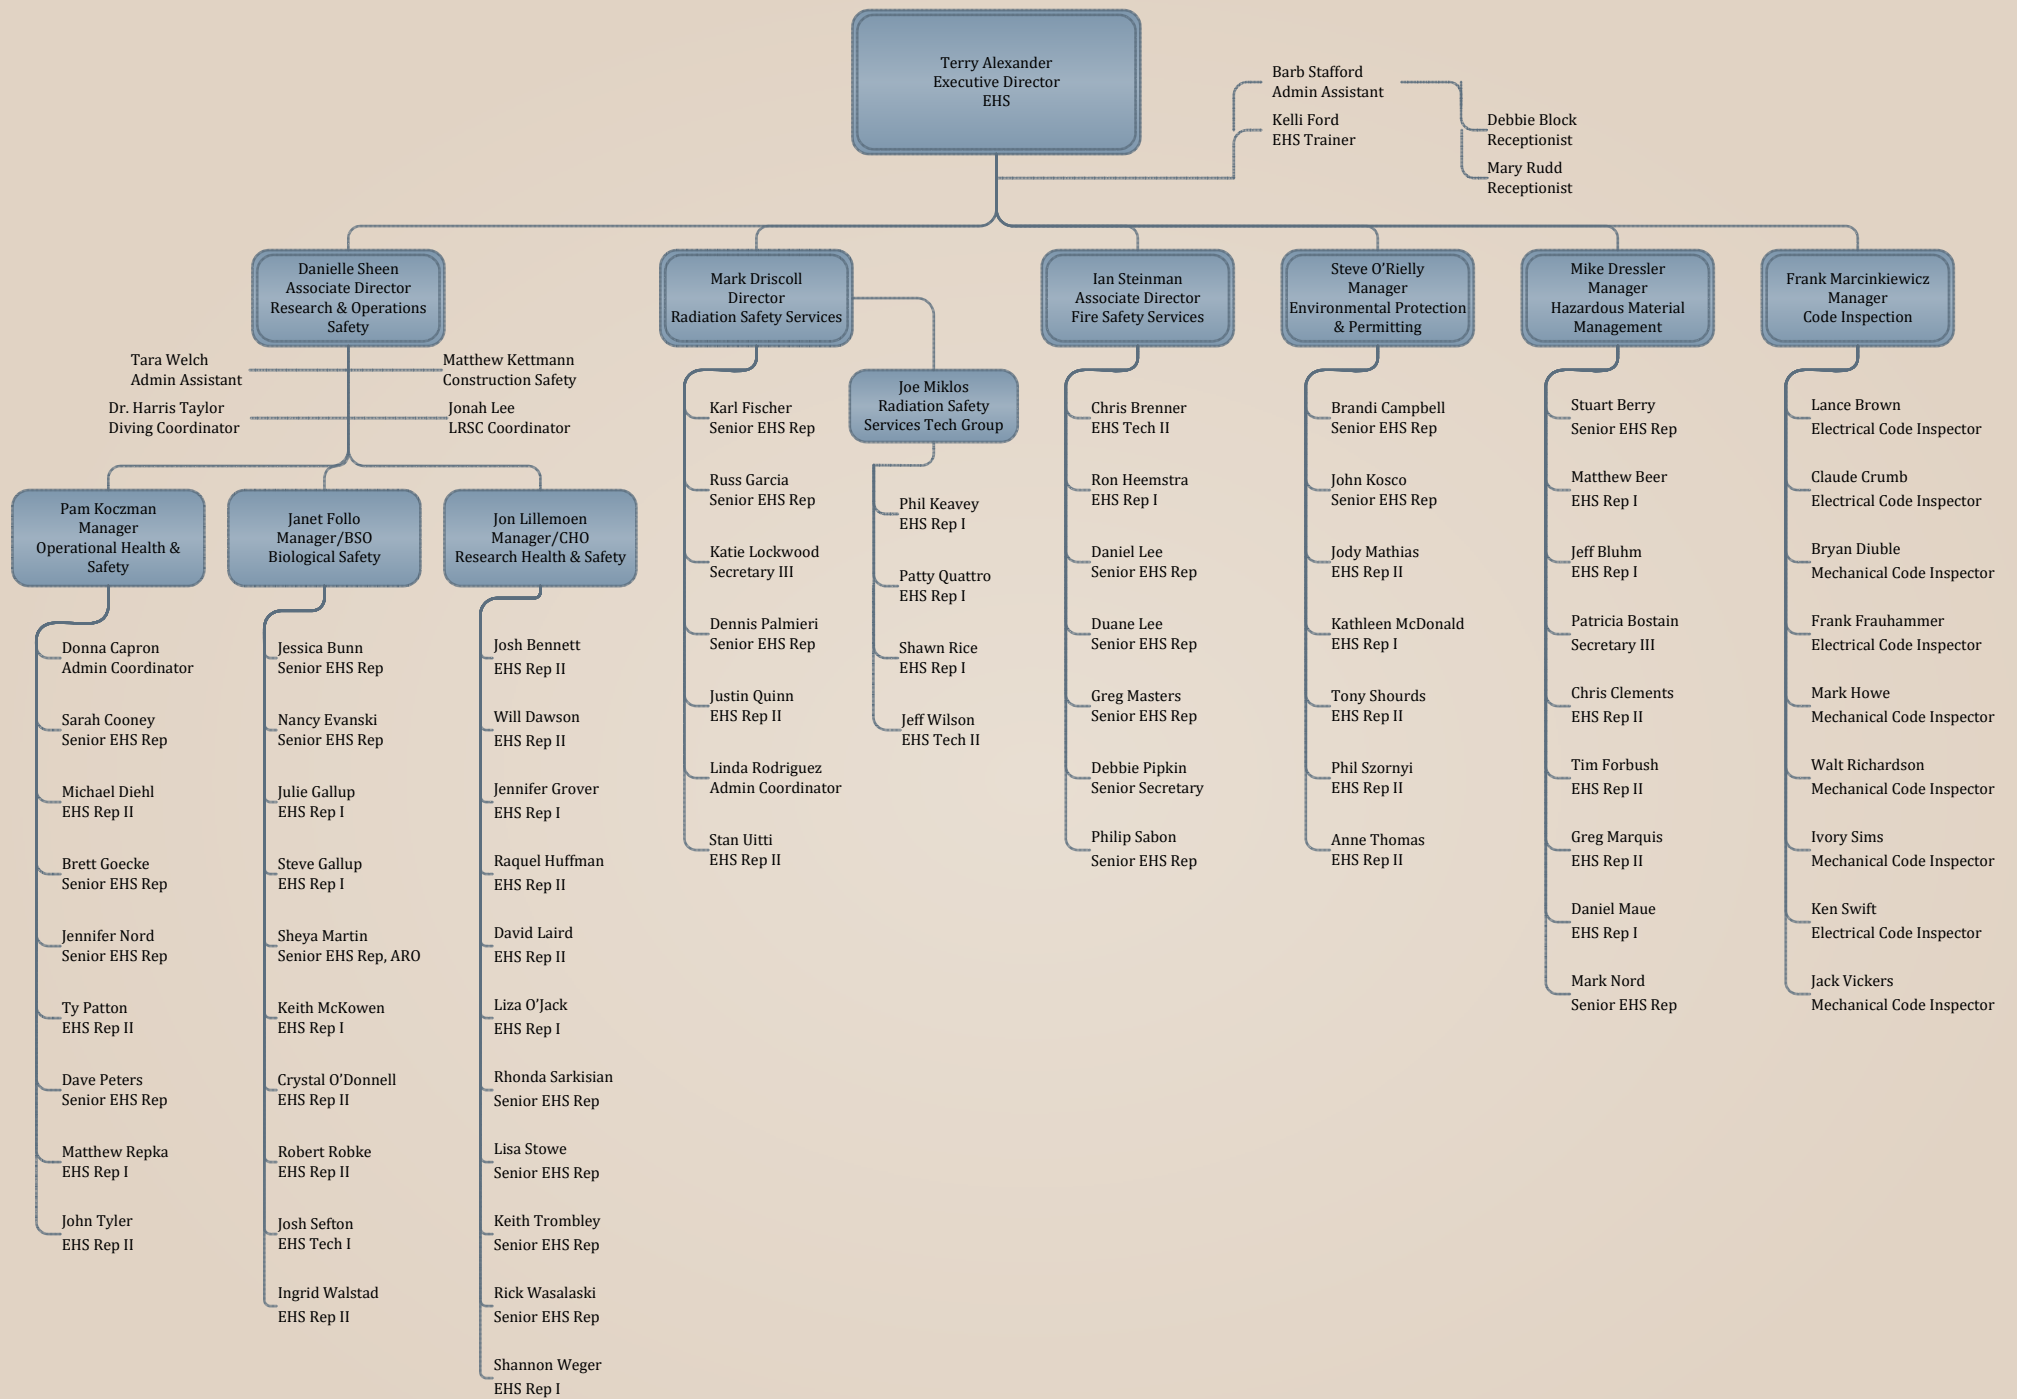 Terry Alexander
Executive Director
EHS
Barb Stafford
Admin Assistant
Kelli Ford
EHS Trainer
Debbie Block
Receptionist
Mary Rudd
Receptionist
Danielle Sheen
Associate Director
Research & Operations
Safety
Tara Welch
Admin Assistant
Matthew Kettmann
Construction Safety
Dr. Harris Taylor
Diving Coordinator
Jonah Lee
LRSC Coordinator
Pam Koczman
Manager
Operational Health &
Safety
Donna Capron
Admin Coordinator
Sarah Cooney
Senior EHS Rep
Michael Diehl
EHS Rep II
Brett Goecke
Senior EHS Rep
Jennifer Nord
Senior EHS Rep
Ty Patton
EHS Rep II
Dave Peters
Senior EHS Rep
Matthew Repka
EHS Rep I
John Tyler
EHS Rep II
Janet Follo
Manager/BSO
Biological Safety
Jessica Bunn
Senior EHS Rep
Nancy Evanski
Senior EHS Rep
Julie Gallup
EHS Rep I
Steve Gallup
EHS Rep I
Sheya Martin
Senior EHS Rep, ARO
Keith McKowen
EHS Rep I
Crystal O'Donnell
EHS Rep II
Robert Robke
EHS Rep II
Josh Sefton
EHS Tech I
Ingrid Walstad
EHS Rep II
Jon Lillemoen
Manager/CHO
Research Health & Safety
Josh Bennett
EHS Rep II
Will Dawson
EHS Rep II
Jennifer Grover
EHS Rep I
Raquel Huffman
EHS Rep II
David Laird
EHS Rep II
Liza O'Jack
EHS Rep I
Rhonda Sarkisian
Senior EHS Rep
Lisa Stowe
Senior EHS Rep
Keith Trombley
Senior EHS Rep
Rick Wasalaski
Senior EHS Rep
Shannon Weger
EHS Rep I
Mark Driscoll
Director
Radiation Safety Services
Karl Fischer
Senior EHS Rep
Russ Garcia
Senior EHS Rep
Katie Lockwood
Secretary III
Dennis Palmieri
Senior EHS Rep
Justin Quinn
EHS Rep II
Linda Rodriguez
Admin Coordinator
Stan Uitti
EHS Rep II
Joe Miklos
Radiation Safety
Services Tech Group
Phil Keavey
EHS Rep I
Patty Quattro
EHS Rep I
Shawn Rice
EHS Rep I
Jeff Wilson
EHS Tech II
Ian Steinman
Associate Director
Fire Safety Services
Chris Brenner
EHS Tech II
Ron Heemstra
EHS Rep I
Daniel Lee
Senior EHS Rep
Duane Lee
Senior EHS Rep
Greg Masters
Senior EHS Rep
Debbie Pipkin
Senior Secretary
Philip Sabon
Senior EHS Rep
Steve O'Rielly
Manager
Environmental Protection
& Permitting
Brandi Campbell
Senior EHS Rep
John Kosco
Senior EHS Rep
Jody Mathias
EHS Rep II
Kathleen McDonald
EHS Rep I
Tony Shourds
EHS Rep II
Phil Szornyi
EHS Rep II
Anne Thomas
EHS Rep II
Mike Dressler
Manager
Hazardous Material
Management
Stuart Berry
Senior EHS Rep
Matthew Beer
EHS Rep I
Jeff Bluhm
EHS Rep I
Patricia Bostain
Secretary III
Chris Clements
EHS Rep II
Tim Forbush
EHS Rep II
Greg Marquis
EHS Rep II
Daniel Maue
EHS Rep I
Mark Nord
Senior EHS Rep
Frank Marcinkiewicz
Manager
Code Inspection
Lance Brown
Electrical Code Inspector
Claude Crumb
Electrical Code Inspector
Bryan Diuble
Mechanical Code Inspector
Frank Frauhammer
Electrical Code Inspector
Mark Howe
Mechanical Code Inspector
Walt Richardson
Mechanical Code Inspector
Ivory Sims
Mechanical Code Inspector
Ken Swift
Electrical Code Inspector
Jack Vickers
Mechanical Code Inspector